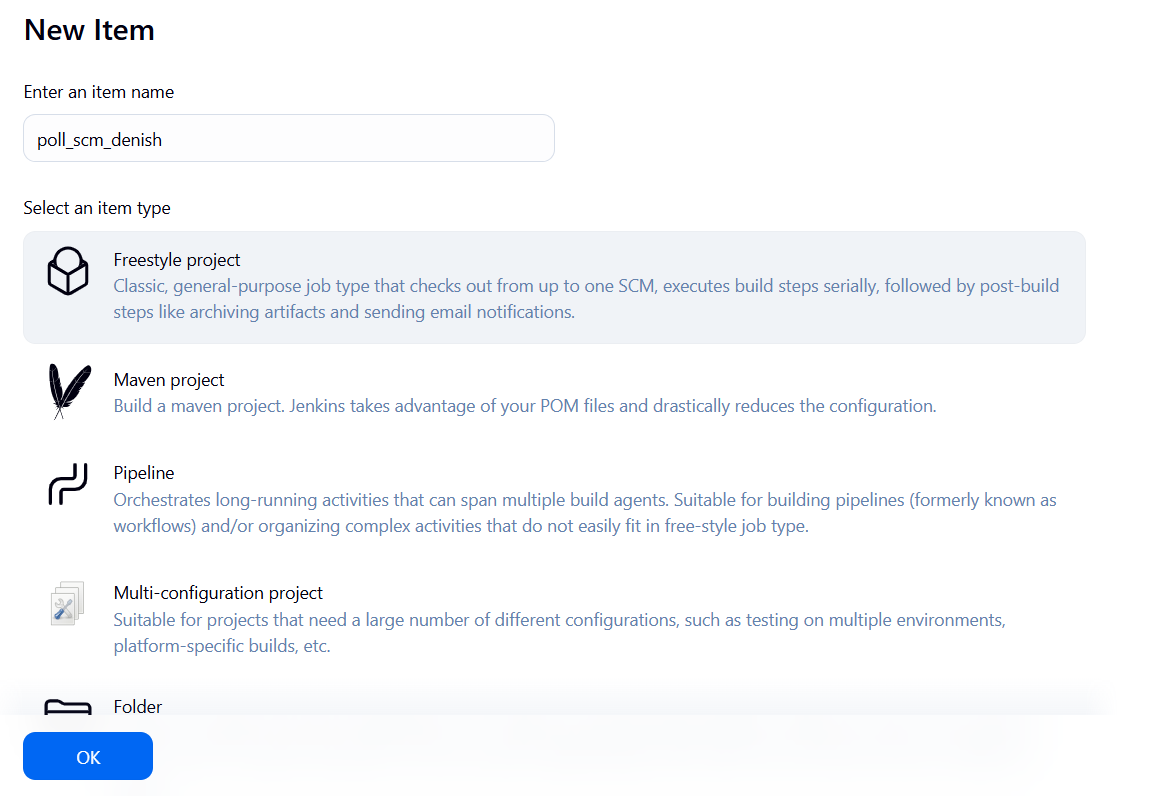 New Item
Enter an item name
poll_scm_denish
Select an item type
Freestyle project
Classic, general-purpose job type that checks out from up to one SCM, executes build steps serially, followed by post-build
steps like archiving artifacts and sending email notifications.
Maven project
Build a maven project. Jenkins takes advantage of your POM files and drastically reduces the configuration.
Pipeline
Orchestrates long-running activities that can span multiple build agents. Suitable for building pipelines (formerly known as
workflows) and/or organizing complex activities that do not easily fit in free-style job type.
Multi-configuration project
Suitable for projects that need a large number of different configurations, such as testing on multiple environments,
platform-specific builds, etc.
Folder
OK